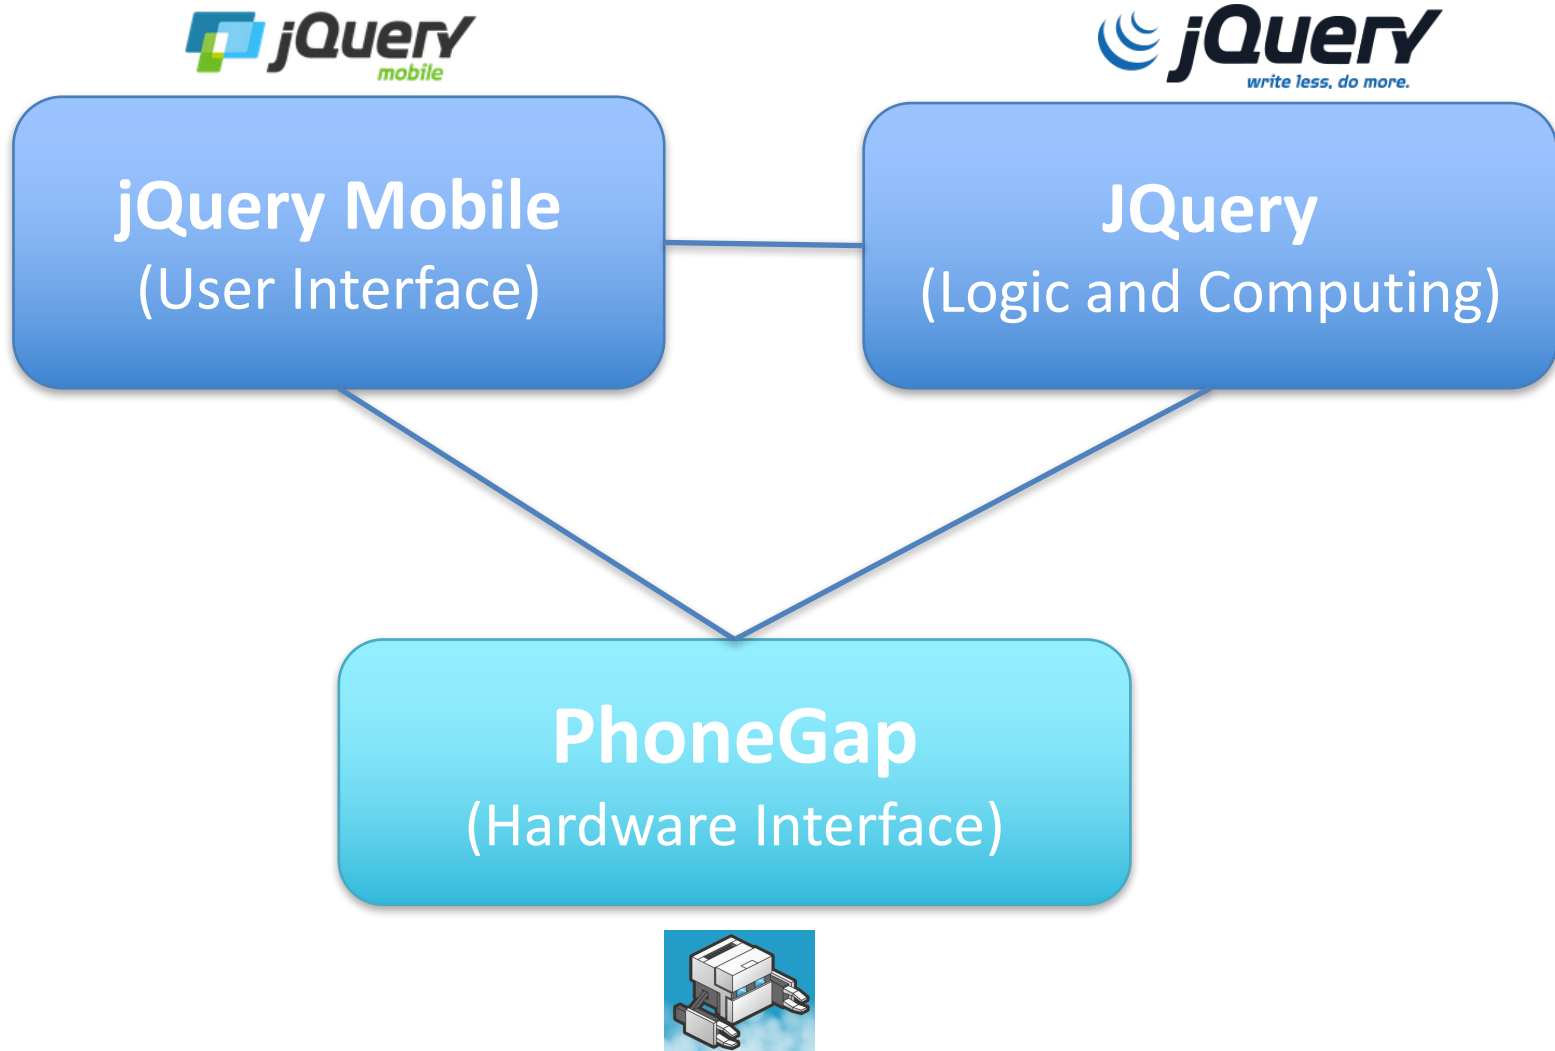 jQuery
mobile
jQuery
write less, do more.
jQuery Mobile
(User Interface)
JQuery
(Logic and Computing)
PhoneGap
(Hardware Interface)